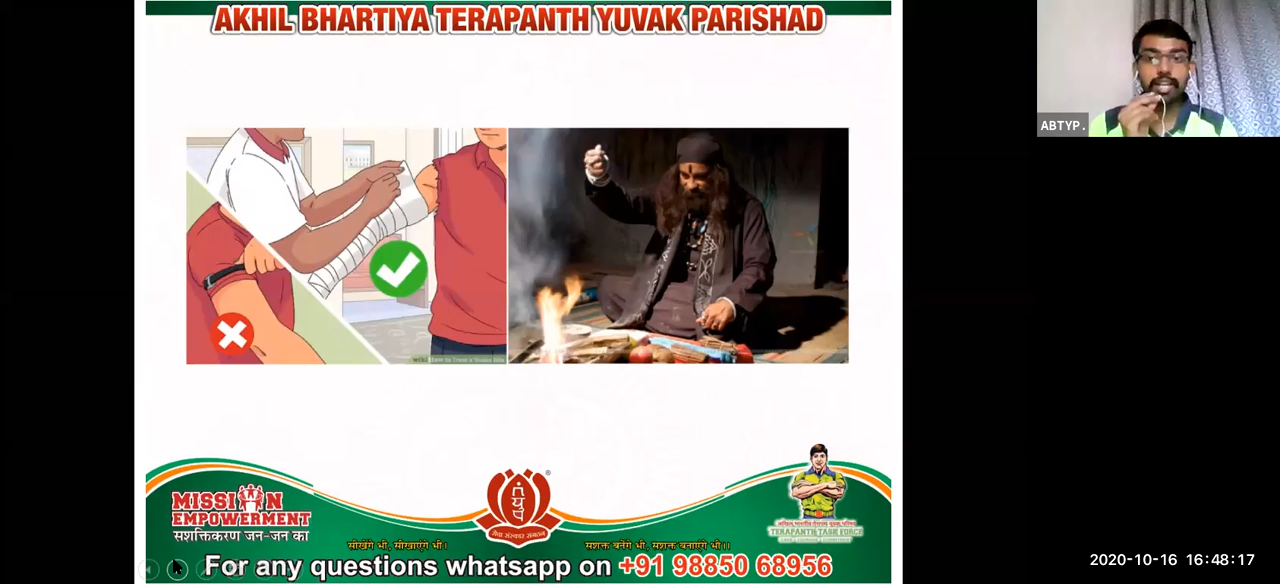 AKHIL BHARTIYA TERAPANTH YUVAK PARISHAD
ABTYP.
MISSION
EMPOWERMENT
सशक्तिकरण जन-जन का
सेवा संस्कार संगठन
सीखेंगे भी, सीखाएंगे भी।
सशक्त बनेंगे भी, सशक्त बनाएंगे भी।।
TERAPANTH TASK FORCE
For any questions whatsapp on +91 98850 68956
2020-10-16 16:48:17